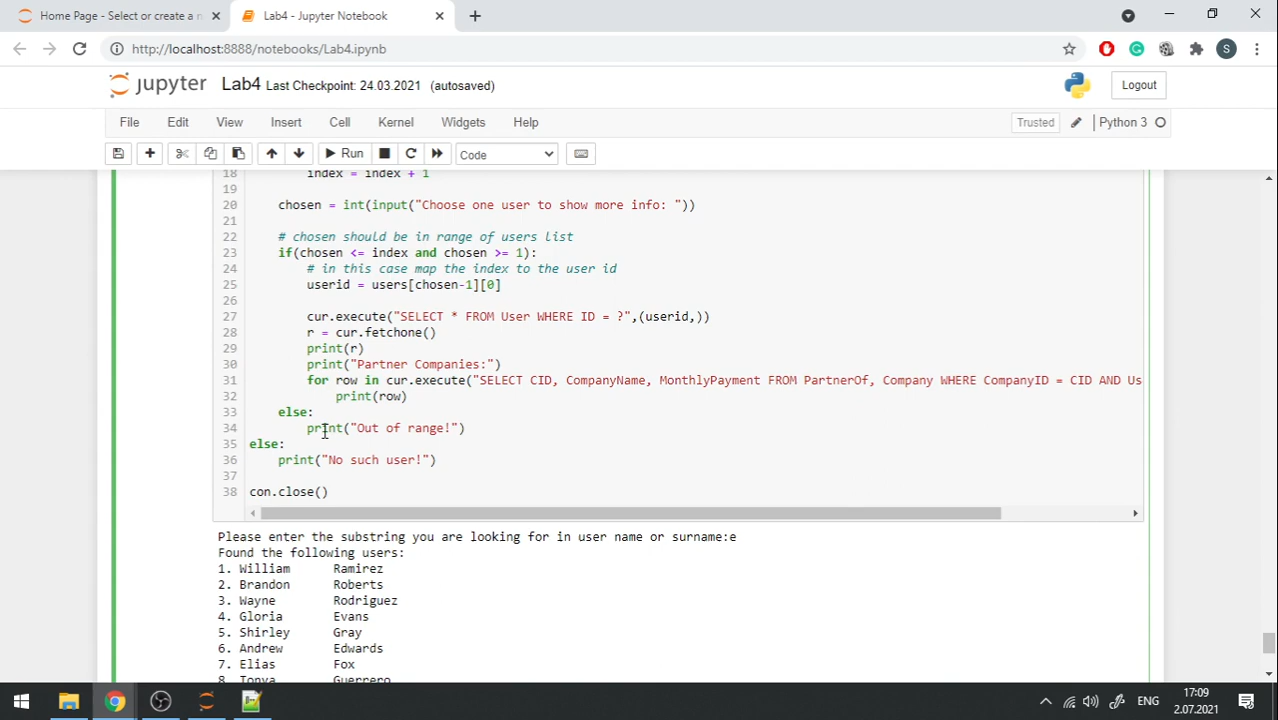 Home Page - Select or create a n
Lab4 - Jupyter Notebook
http://localhost:8888/notebooks/Lab4.ipynb
S
jupyter Lab4 Last Checkpoint: 24.03.2021 (autosaved)
Logout
File Edit View Insert Cell Kernel Widgets Help
Trusted Python 3
Run Code
18 index = index + 1
19
20 chosen = int(input("Choose one user to show more info: "))
21
22 # chosen should be in range of users list
23 if(chosen <= index and chosen >= 1):
24 # in this case map the index to the user id
25 userid = users[chosen-1][0]
26
27 cur.execute("SELECT * FROM User WHERE ID = ?",(userid,))
28 r = cur.fetchone()
29 print(r)
30 print("Partner Companies:")
31 for row in cur.execute("SELECT CID, CompanyName, MonthlyPayment FROM PartnerOf, Company WHERE CompanyID = CID AND Us
32 print(row)
33 else:
34 print("Out of range!")
35 else:
36 print("No such user!")
37
38 con.close()
Please enter the substring you are looking for in user name or surname:e
Found the following users:
1. William Ramirez
2. Brandon Roberts
3. Wayne Rodriguez
4. Gloria Evans
5. Shirley Gray
6. Andrew Edwards
7. Elias Fox
8. Tonya Guerrero
ENG
17:09
2.07.2021